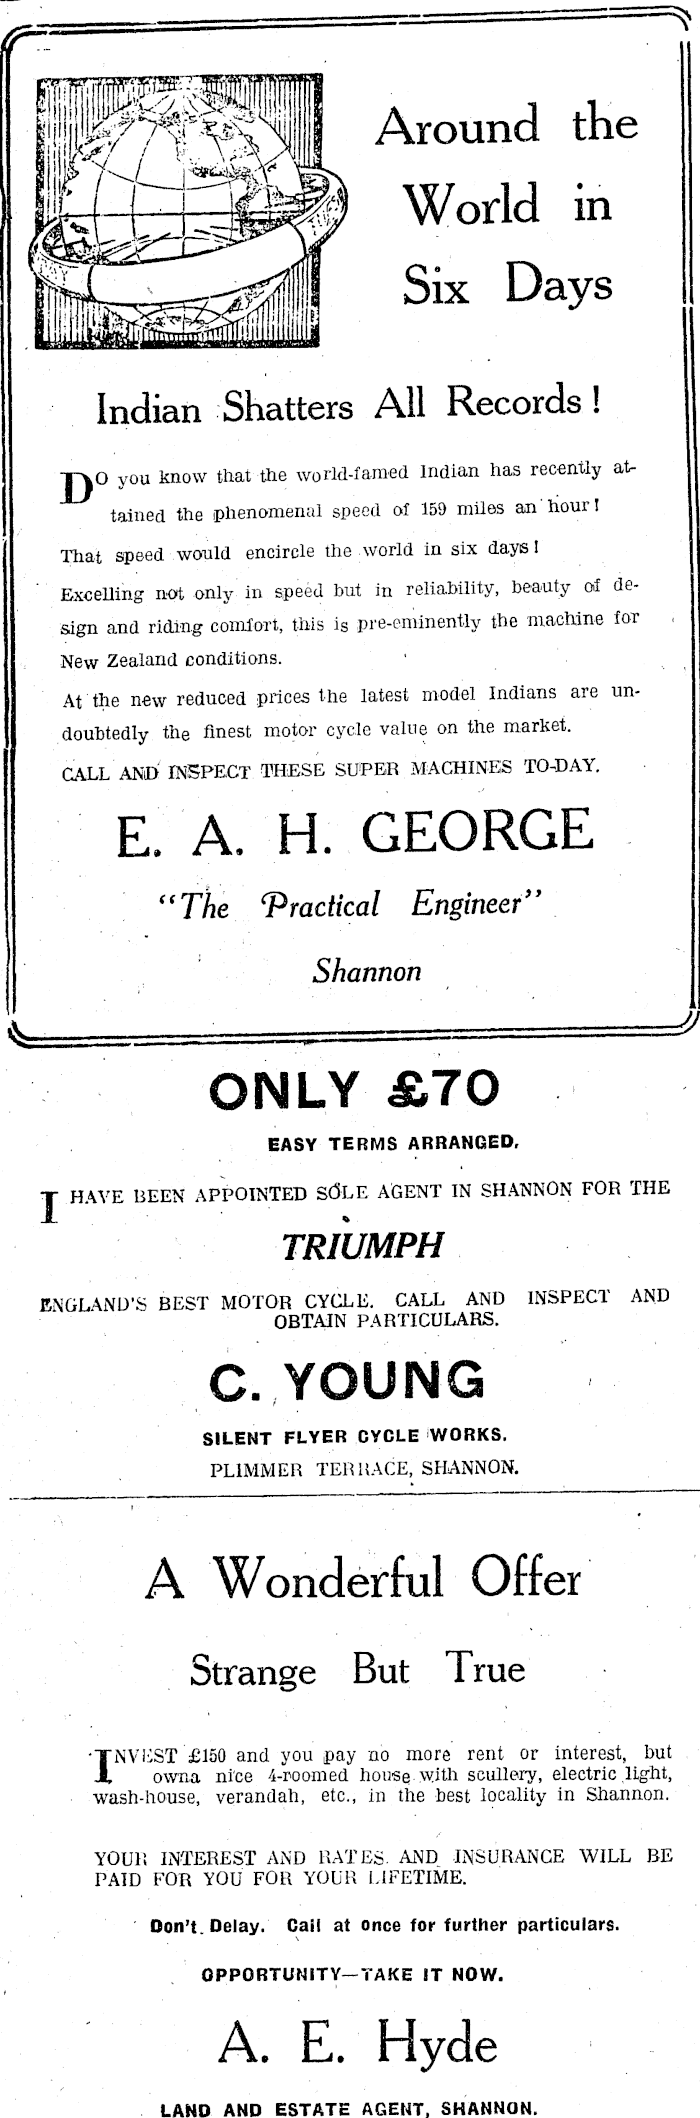 Around the
World in
Six Days
Indian Shatters All Records!
DO you know that the world-famed Indian has recently at-
tained the phenomenal speed of 159 miles an hour!
That speed would encircle the world in six days!
Excelling not only in speed but in reliability, beauty of de-
sign and riding comfort, this is pre-eminently the machine for
New Zealand conditions.
At the new reduced prices the latest model Indians are un-
doubtedly the finest motor cycle value on the market.
CALL AND INSPECT THESE SUPER MACHINES TO-DAY.
E. A. H. GEORGE
"The Practical Engineer"
Shannon
ONLY £70
EASY TERMS ARRANGED.
I HAVE BEEN APPOINTED SOLE AGENT IN SHANNON FOR THE
TRIUMPH
ENGLAND'S BEST MOTOR CYCLE. CALL AND INSPECT AND
OBTAIN PARTICULARS.
C. YOUNG
SILENT FLYER CYCLE WORKS.
PLIMMER TERRACE, SHANNON.
A Wonderful Offer
Strange But True
INVEST £150 and you pay no more rent or interest, but
owna nice 4-roomed house with scullery, electric light,
wash-house, verandah, etc., in the best locality in Shannon.
YOUR INTEREST AND RATES AND INSURANCE WILL BE
PAID FOR YOU FOR YOUR LIFETIME.
Don't Delay. Call at once for further particulars.
OPPORTUNITY—TAKE IT NOW.
A. E. Hyde
LAND AND ESTATE AGENT, SHANNON.